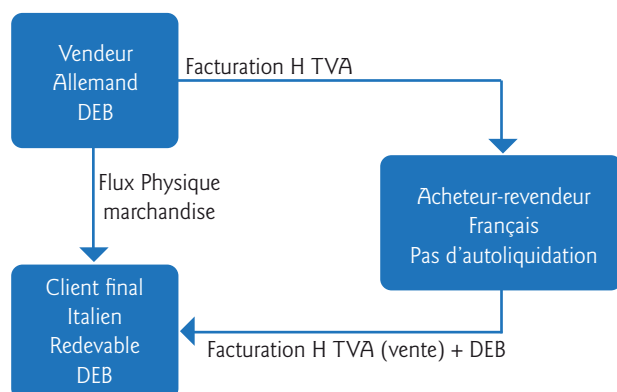 Vendeur
Allemand
DEB
Facturation H TVA
Flux Physique
marchandise
Acheteur-revendeur
Français
Pas d'autoliquidation
Client final
Italien
Redevable
DEB
Facturation H TVA (vente) + DEB